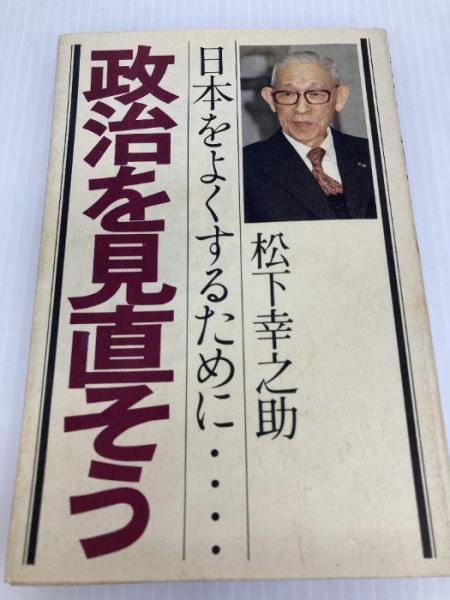 松下幸之助
日本をよくするために・・・・
政治を見直そう